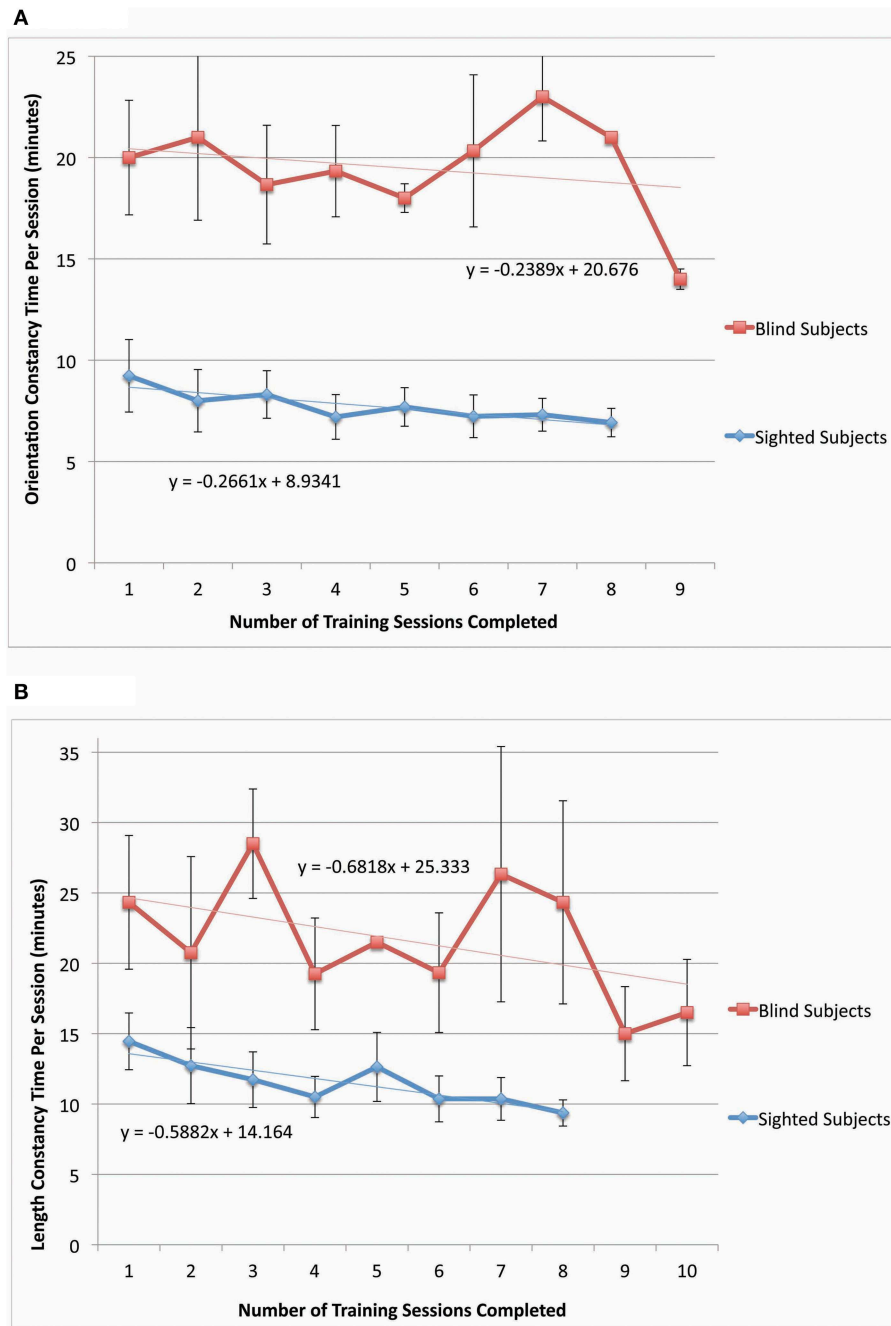 A
Orientation Constancy Time Per Session (minutes)
25
20
15
10
5
0
y = -0.2389x + 20.676
y = -0.2661x + 8.9341
Blind Subjects
Sighted Subjects
1 2 3 4 5 6 7 8 9
Number of Training Sessions Completed
B
Length Constancy Time Per Session (minutes)
35
30
25
20
15
10
5
0
y = -0.6818x + 25.333
y = -0.5882x + 14.164
Blind Subjects
Sighted Subjects
1 2 3 4 5 6 7 8 9 10
Number of Training Sessions Completed